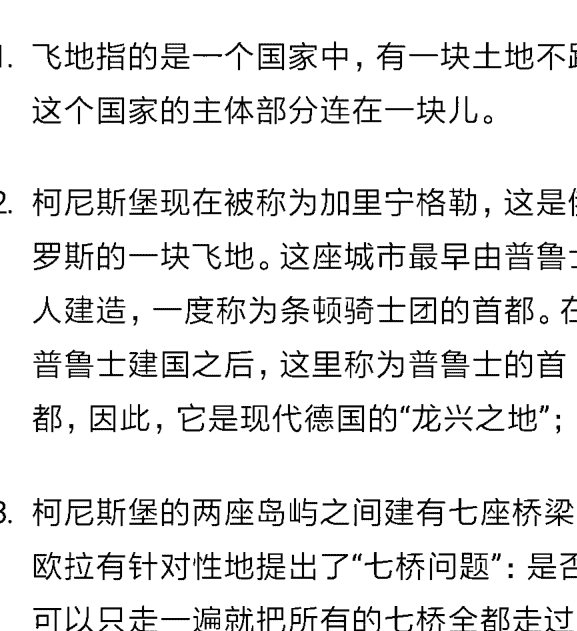 1. 飞地指的是一个国家中，有一块土地不跟
这个国家的主体部分连在一块儿。
2. 柯尼斯堡现在被称为加里宁格勒，这是俄
罗斯的一块飞地。这座城市最早由普鲁士
人建造，一度称为条顿骑士团的首都。在
普鲁士建国之后，这里称为普鲁士的首
都，因此，它是现代德国的“龙兴之地”；
3. 柯尼斯堡的两座岛屿之间建有七座桥梁
欧拉有针对性地提出了“七桥问题”：是否
可以只走一遍就把所有的七桥全都走过